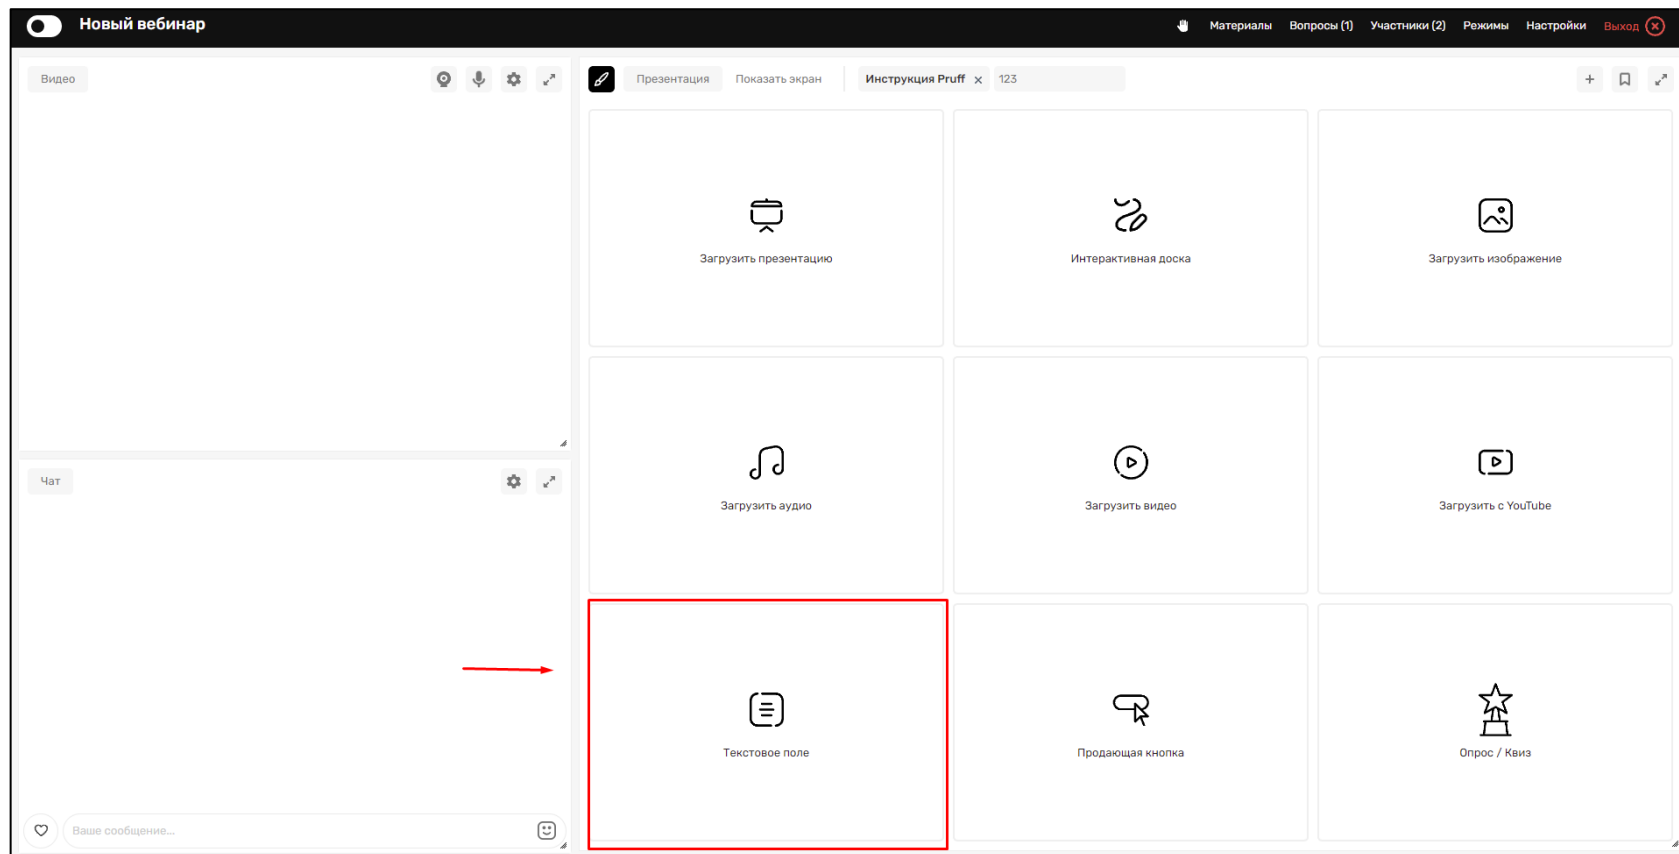 Новый вебинар
Материалы Вопросы (1) Участники (2) Режимы Настройки Выход
Видео
Презентация Показать экран Инструкция Pruff × 123
Загрузить презентацию
Интерактивная доска
Загрузить изображение
Загрузить аудио
Загрузить видео
Загрузить с YouTube
Текстовое поле
Продающая кнопка
Опрос / Квиз
Чат
Ваше сообщение...